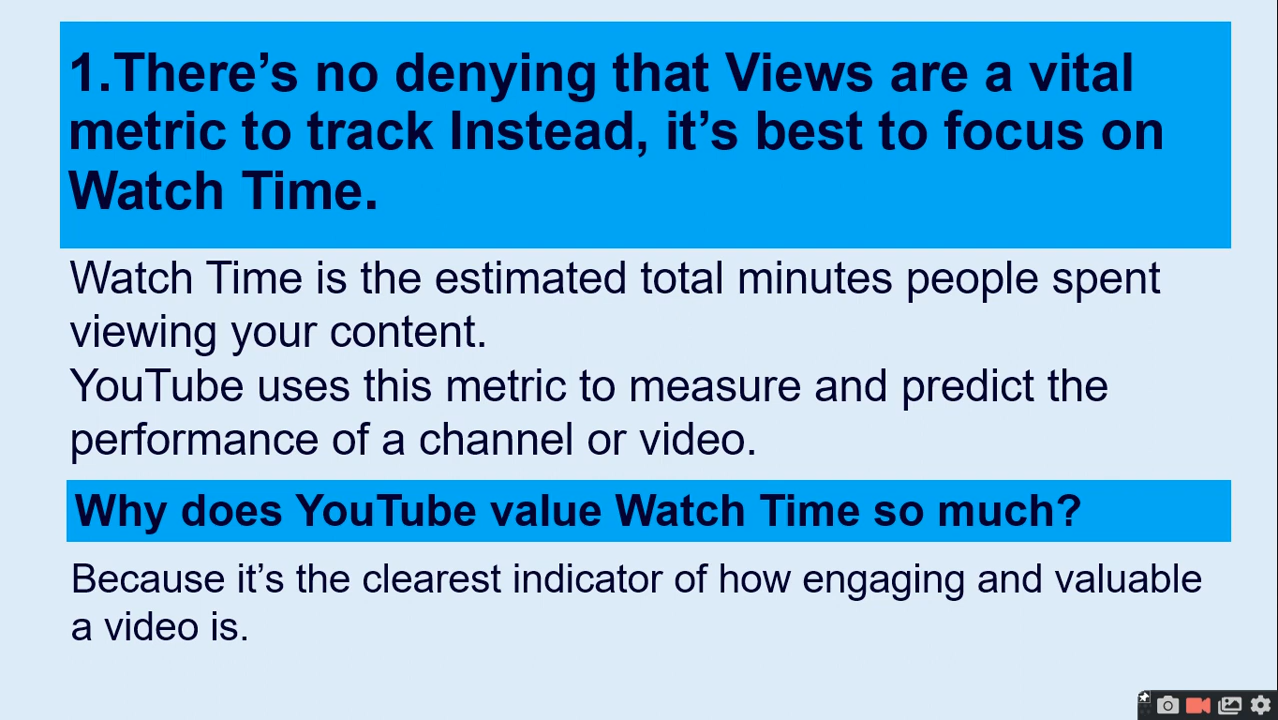 1.There’s no denying that Views are a vital
metric to track Instead, it’s best to focus on
Watch Time.
Watch Time is the estimated total minutes people spent
viewing your content.
YouTube uses this metric to measure and predict the
performance of a channel or video.
Why does YouTube value Watch Time so much?
Because it’s the clearest indicator of how engaging and valuable
a video is.